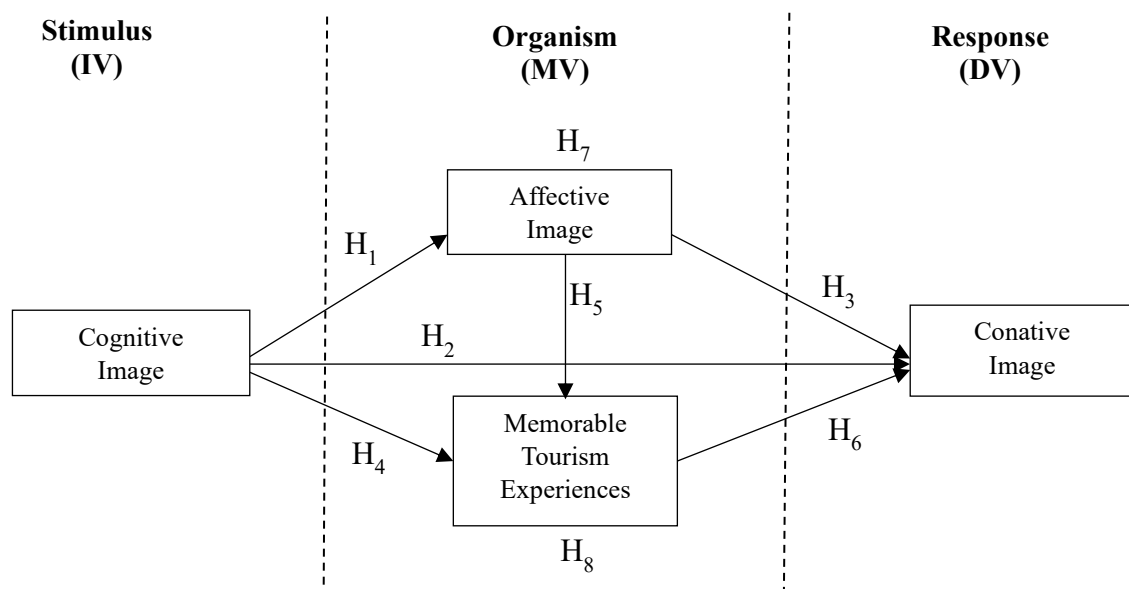 Stimulus
(IV)
Organism
(MV)
Response
(DV)
H₇
Affective
Image
H₁
H₅
H₃
Cognitive
Image
H₂
Conative
Image
H₄
Memorable
Tourism
Experiences
H₆
H₈